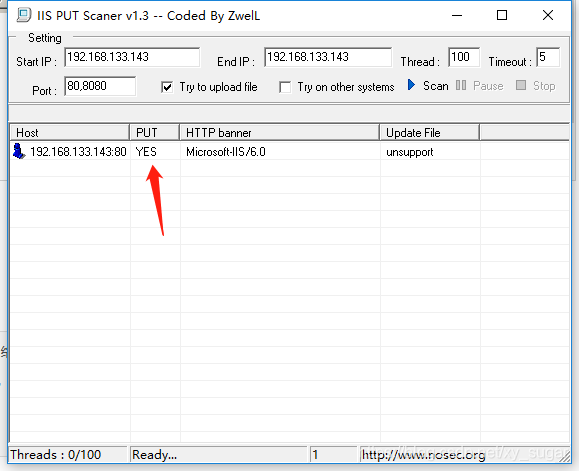 IIS PUT Scaner v1.3 -- Coded By ZwelL
Setting
Start IP : 192.168.133.143 End IP : 192.168.133.143 Thread : 100 Timeout : 5
Port : 80,8080 Try to upload file Try on other systems Scan Pause Stop
Host PUT HTTP banner Update File
192.168.133.143:80 YES Microsoft-IIS/6.0 unsupport
Threads : 0/100 Ready... 1 http://www.nosec.org